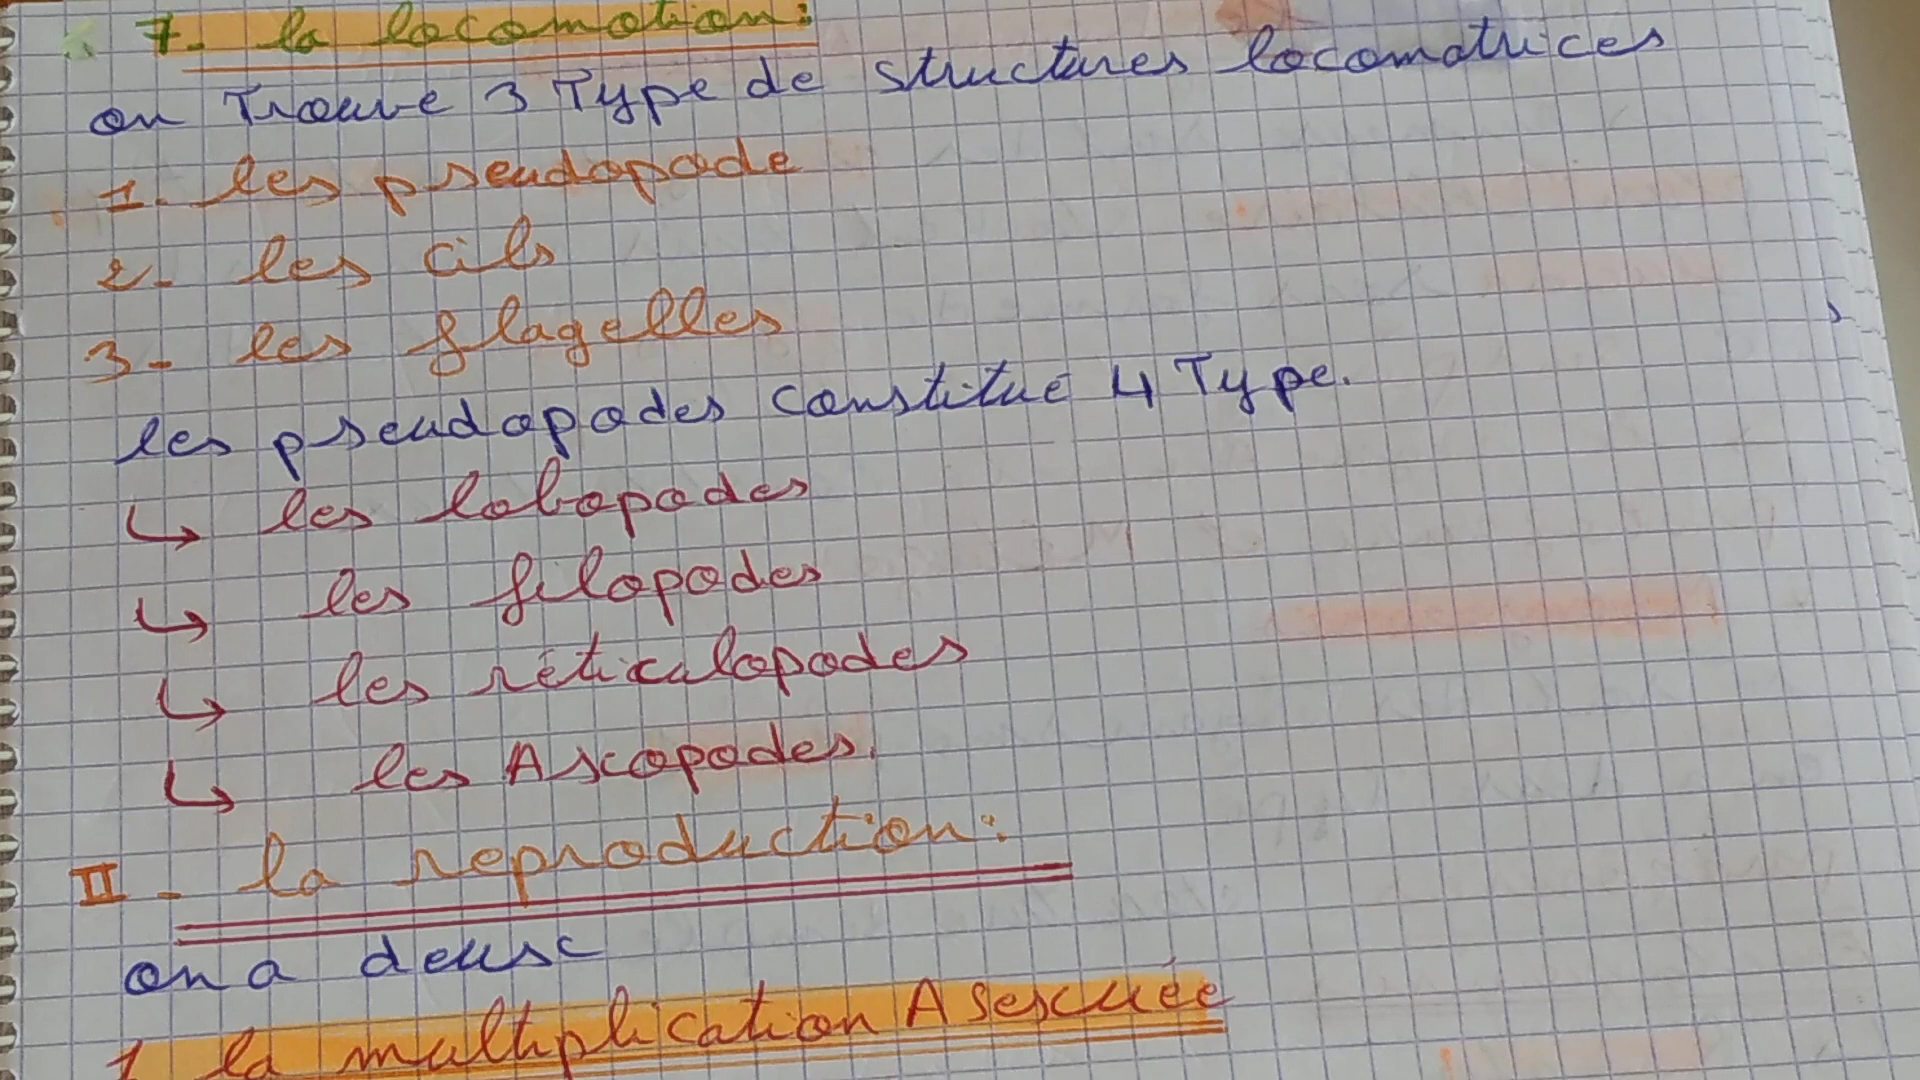 7- la locomotion:
on Trouve 3 Type de structures locomotrices
1. les pseudopode
2- les cils
3- les flagelles
les pseudopodes constitué 4 Type.
↳ les lobopodes
↳ les filopodes
↳ les réticulopodes
↳ les Ascopodes.
II - la reproduction:
on a deux
1 la multiplication Asexuée